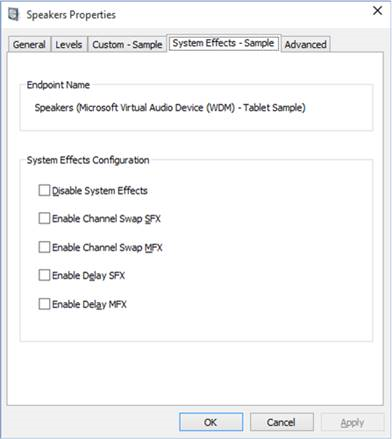 Speakers Properties
General Levels Custom - Sample System Effects - Sample Advanced
Endpoint Name
Speakers (Microsoft Virtual Audio Device (WDM) - Tablet Sample)
System Effects Configuration
Disable System Effects
Enable Channel Swap SFX
Enable Channel Swap MFX
Enable Delay SFX
Enable Delay MFX
OK Cancel Apply